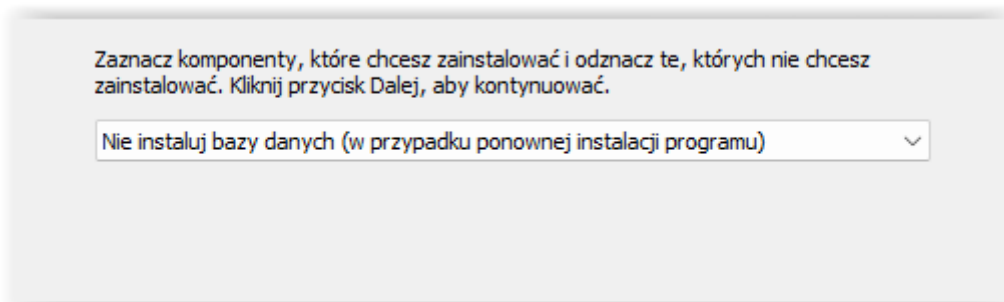 Zaznacz komponenty, które chcesz zainstalować i odznacz te, których nie chcesz
zainstalować. Kliknij przycisk Dalej, aby kontynuować.
Nie instaluj bazy danych (w przypadku ponownej instalacji programu)